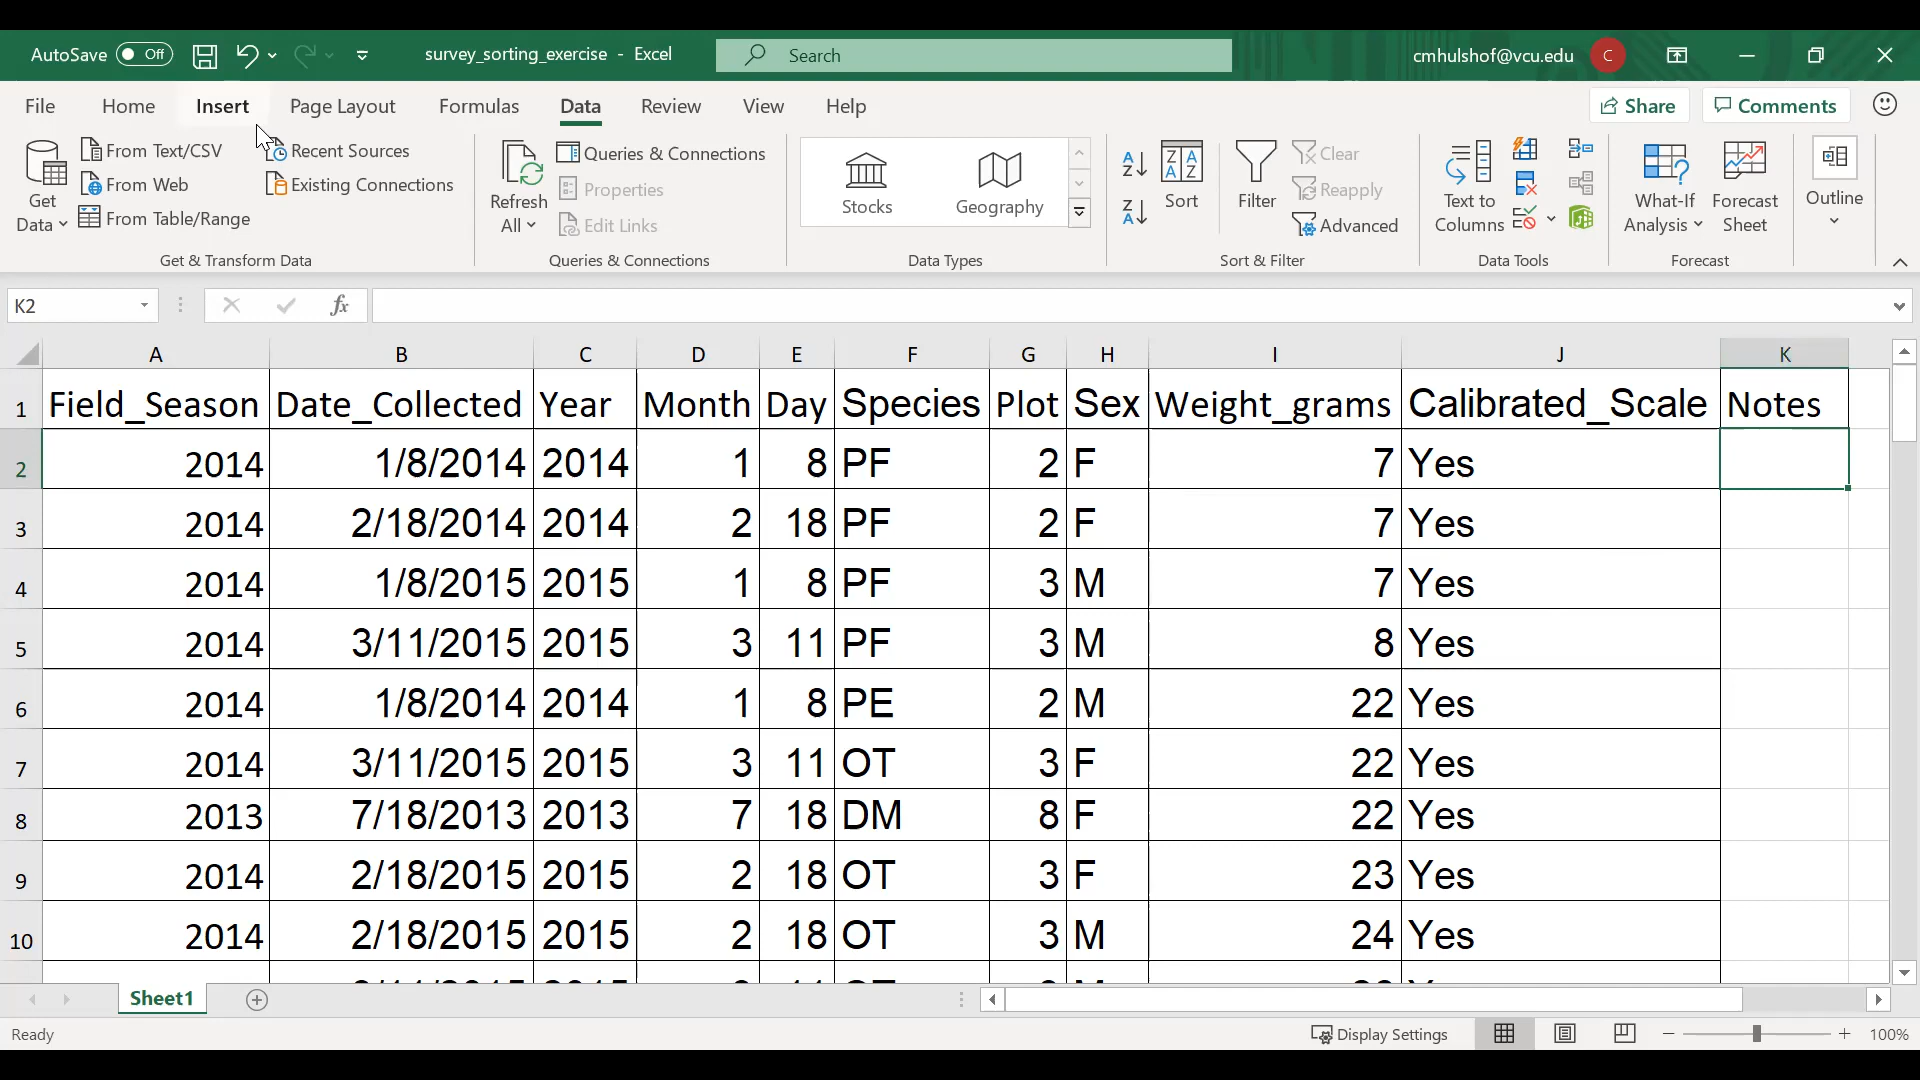 AutoSave Off survey_sorting_exercise - Excel Search cmhulshof@vcu.edu C
File Home Insert Page Layout Formulas Data Review View Help Share Comments
Get Data
From Text/CSV
From Web
From Table/Range
Recent Sources
Existing Connections
Get & Transform Data
Refresh All
Queries & Connections
Properties
Edit Links
Queries & Connections
Stocks Geography
Data Types
Sort
Filter
Clear
Reapply
Advanced
Sort & Filter
Text to Columns
Data Tools
What-If Analysis
Forecast Sheet
Forecast
Outline
K2 fx
A B C D E F G H I J K
1 Field_Season Date_Collected Year Month Day Species Plot Sex Weight_grams Calibrated_Scale Notes
2 2014 1/8/2014 2014 1 8 PF 2 F 7 Yes
3 2014 2/18/2014 2014 2 18 PF 2 F 7 Yes
4 2014 1/8/2015 2015 1 8 PF 3 M 7 Yes
5 2014 3/11/2015 2015 3 11 PF 3 M 8 Yes
6 2014 1/8/2014 2014 1 8 PE 2 M 22 Yes
7 2014 3/11/2015 2015 3 11 OT 3 F 22 Yes
8 2013 7/18/2013 2013 7 18 DM 8 F 22 Yes
9 2014 2/18/2015 2015 2 18 OT 3 F 23 Yes
10 2014 2/18/2015 2015 2 18 OT 3 M 24 Yes
Sheet1
Ready Display Settings 100%